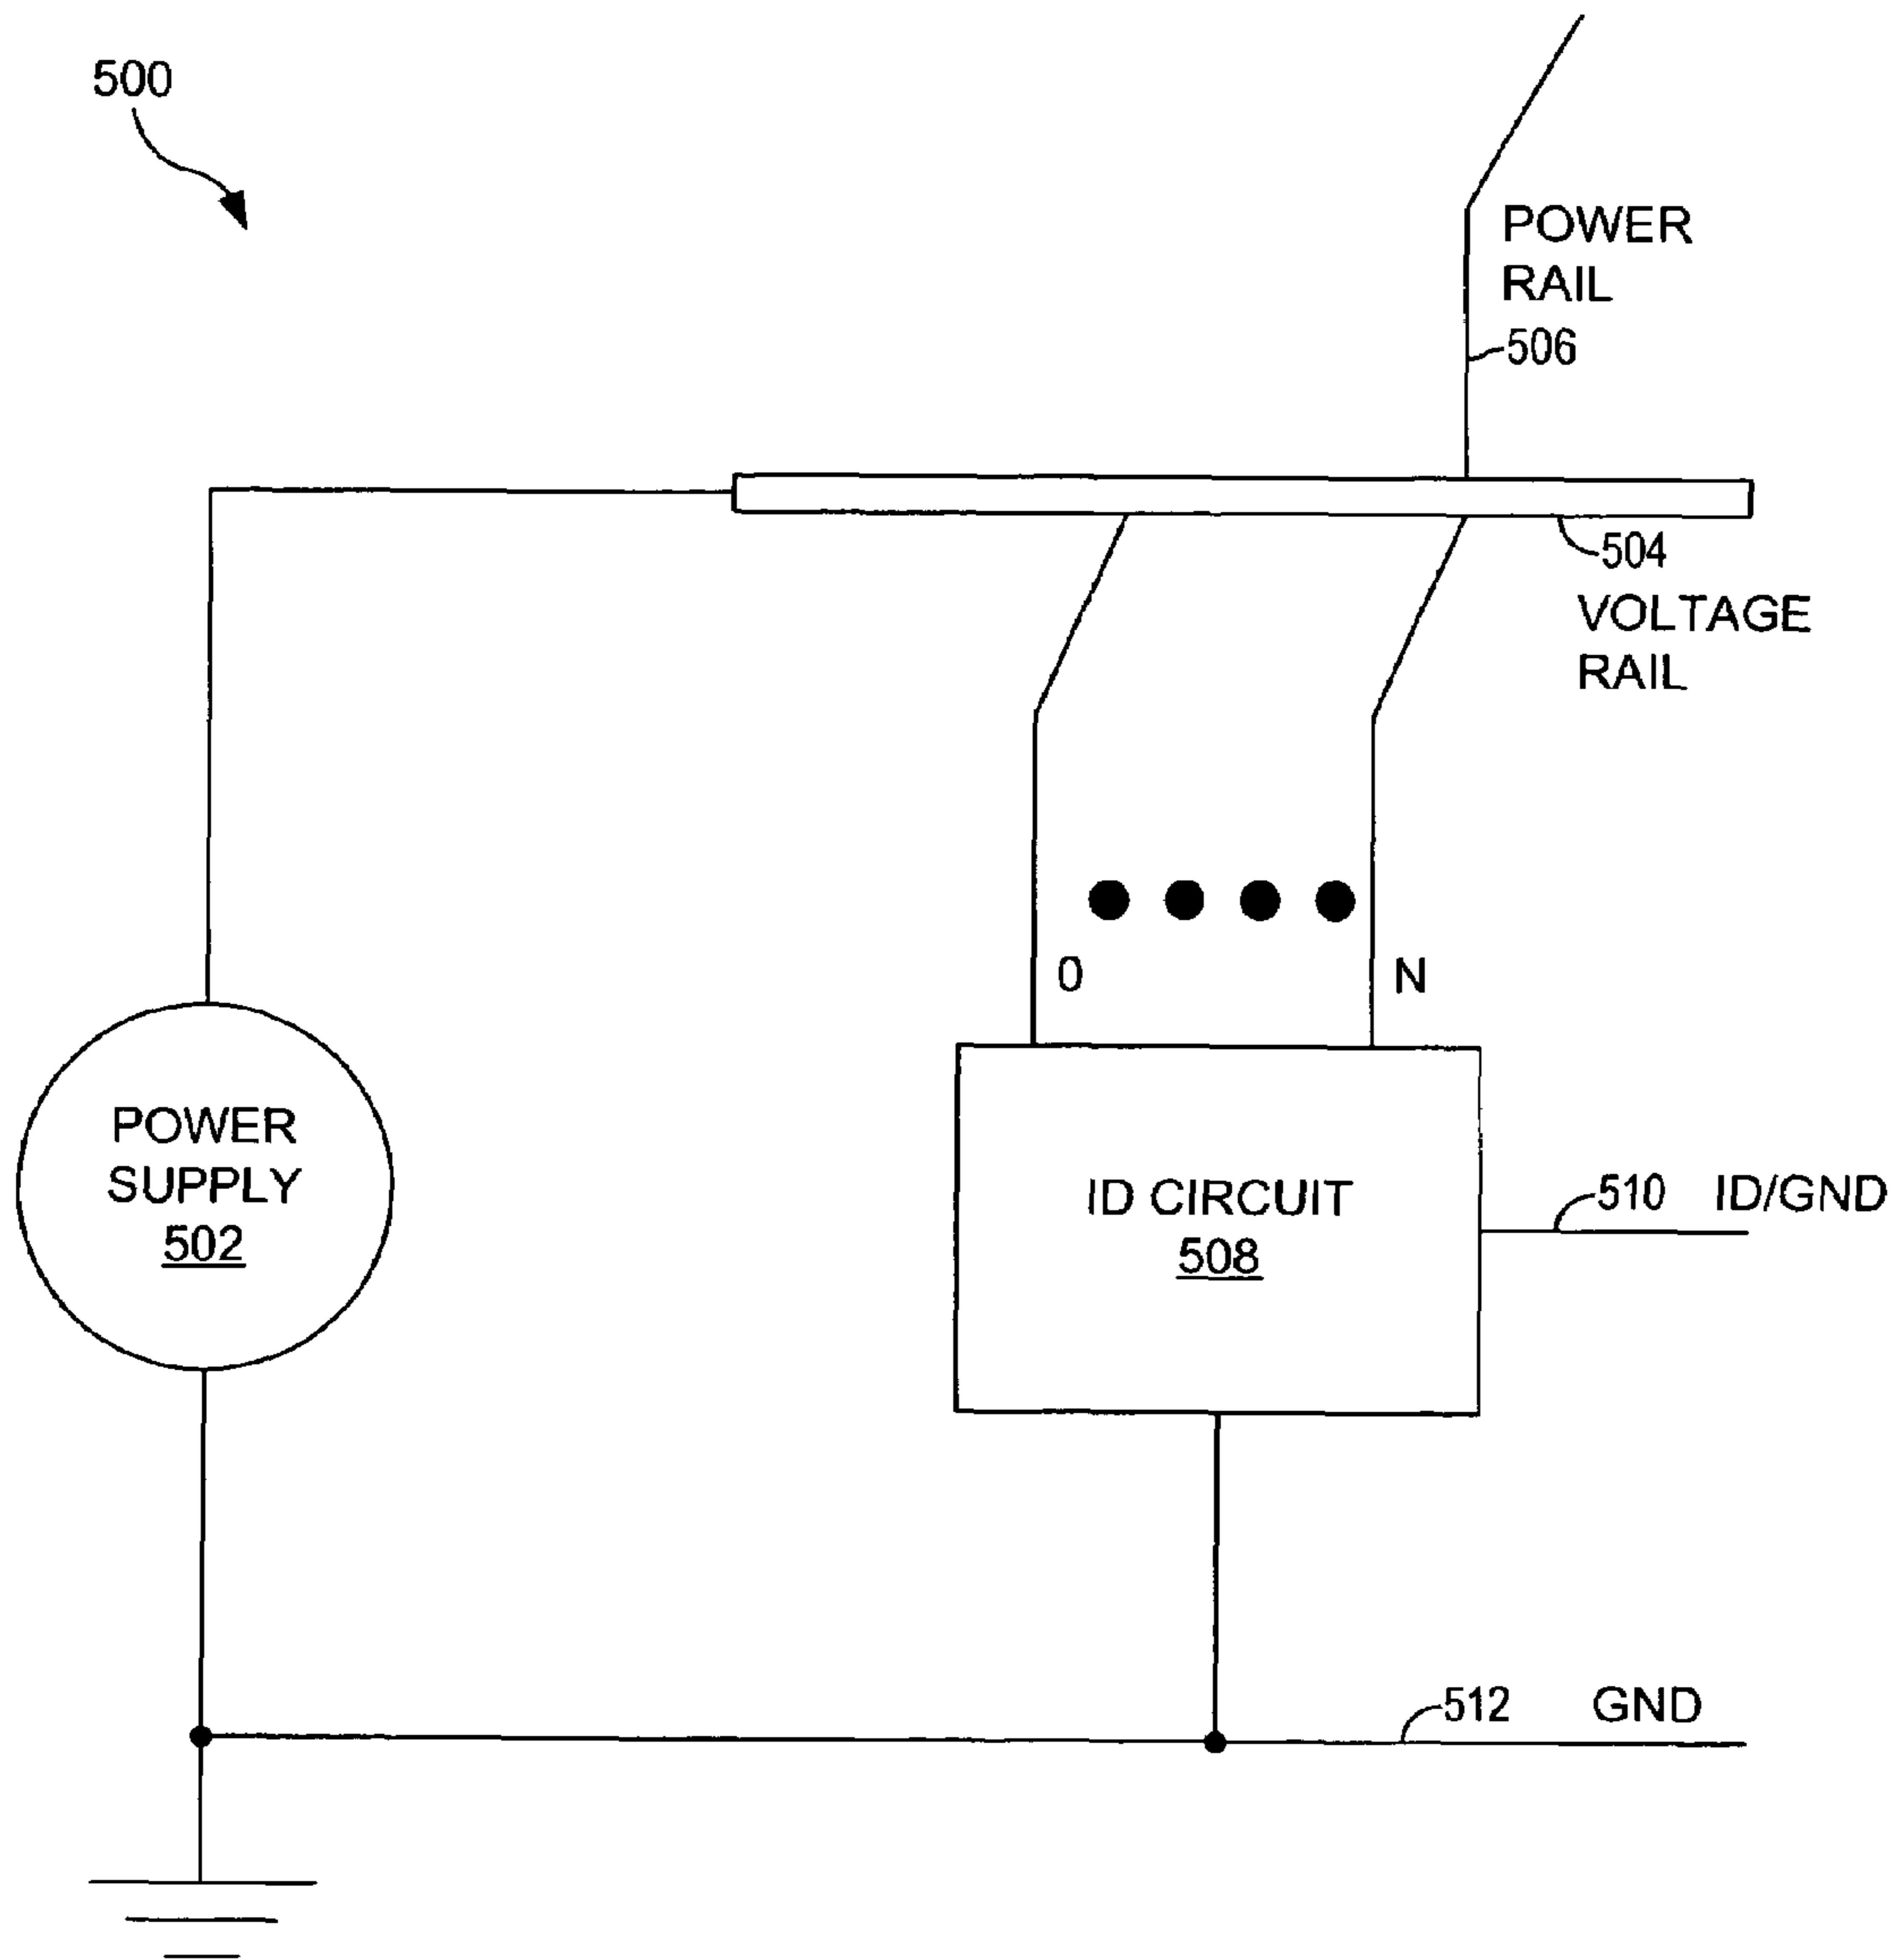 500
POWER
RAIL
506
504
VOLTAGE
RAIL
0 N
POWER
SUPPLY
502
ID CIRCUIT
508
510 ID/GND
512 GND